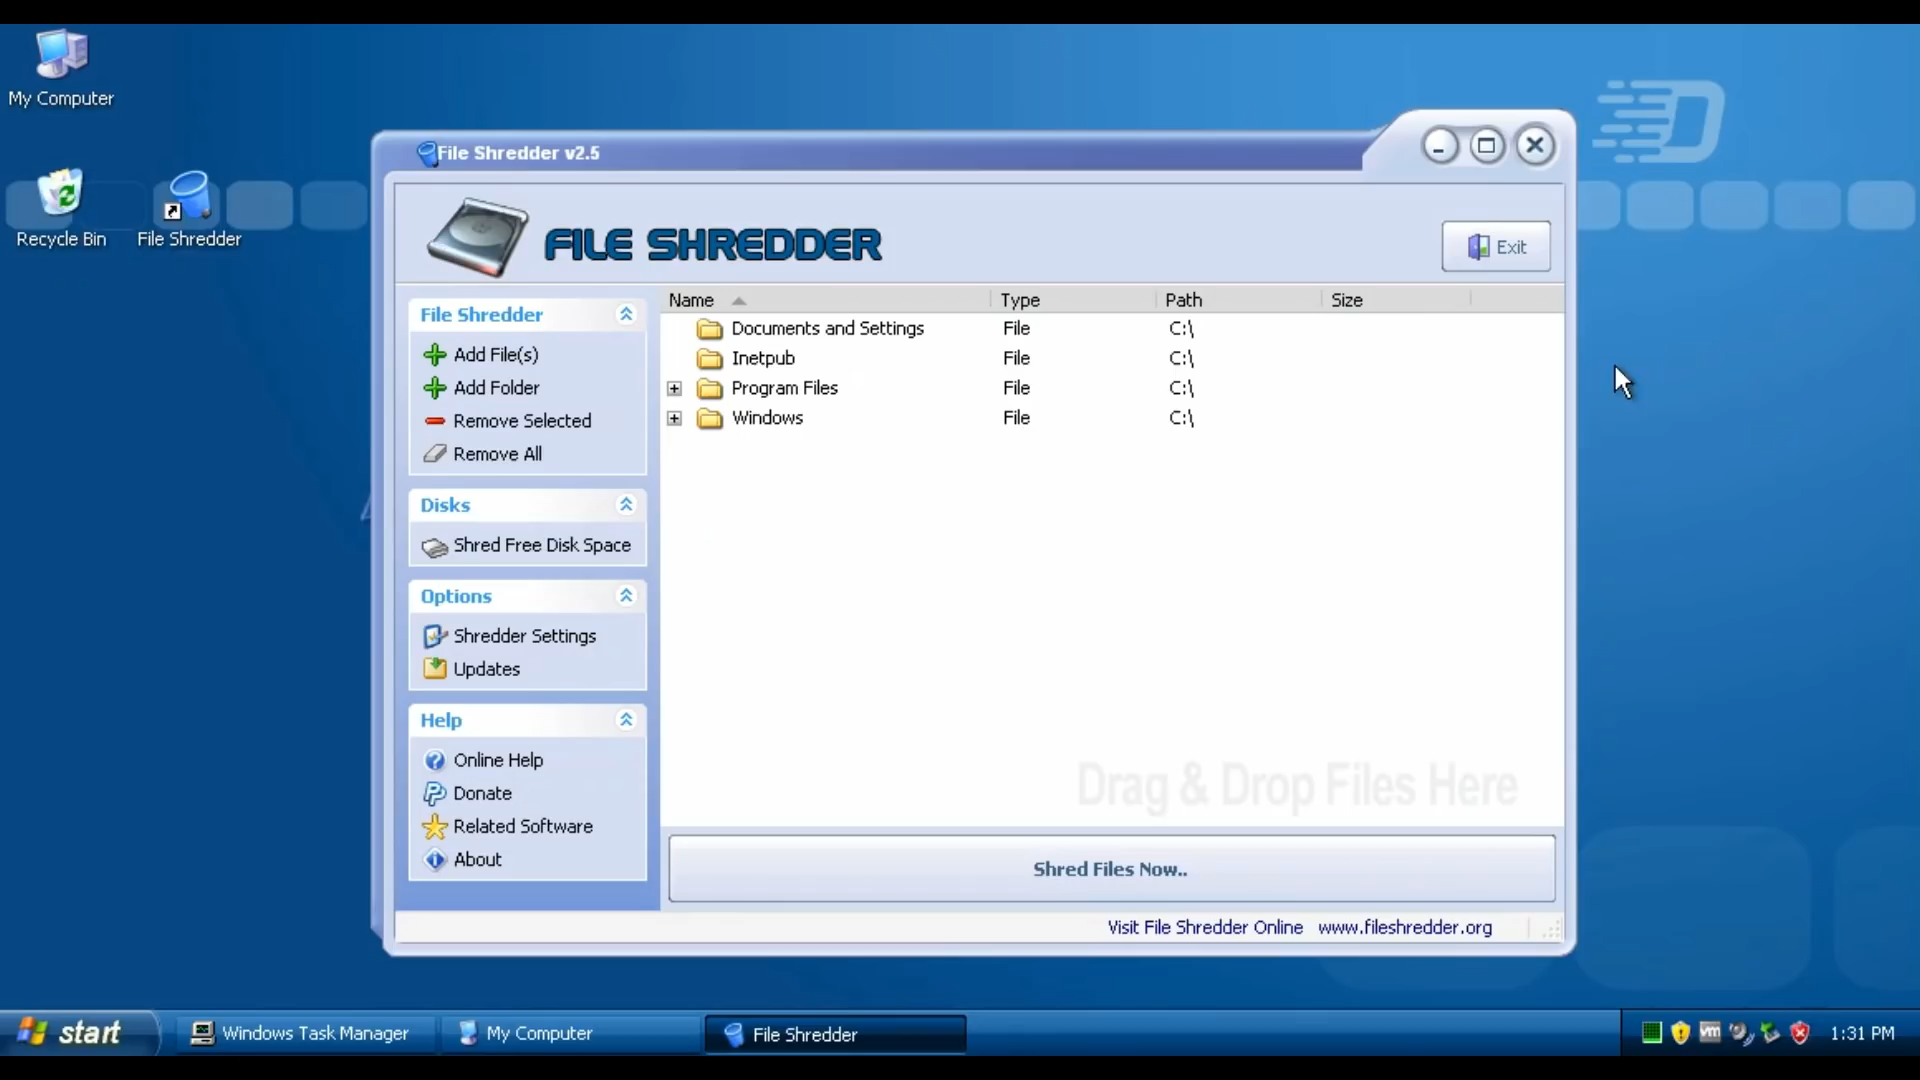 My Computer
Recycle Bin
File Shredder
File Shredder v2.5
FILE SHREDDER
Exit
File Shredder
Add File(s)
Add Folder
Remove Selected
Remove All
Disks
Shred Free Disk Space
Options
Shredder Settings
Updates
Help
Online Help
Donate
Related Software
About
Name Type Path Size
Documents and Settings File C:\
Inetpub File C:\
Program Files File C:\
Windows File C:\
Drag & Drop Files Here
Shred Files Now..
Visit File Shredder Online www.fileshredder.org
start Windows Task Manager My Computer File Shredder vm 1:31 PM